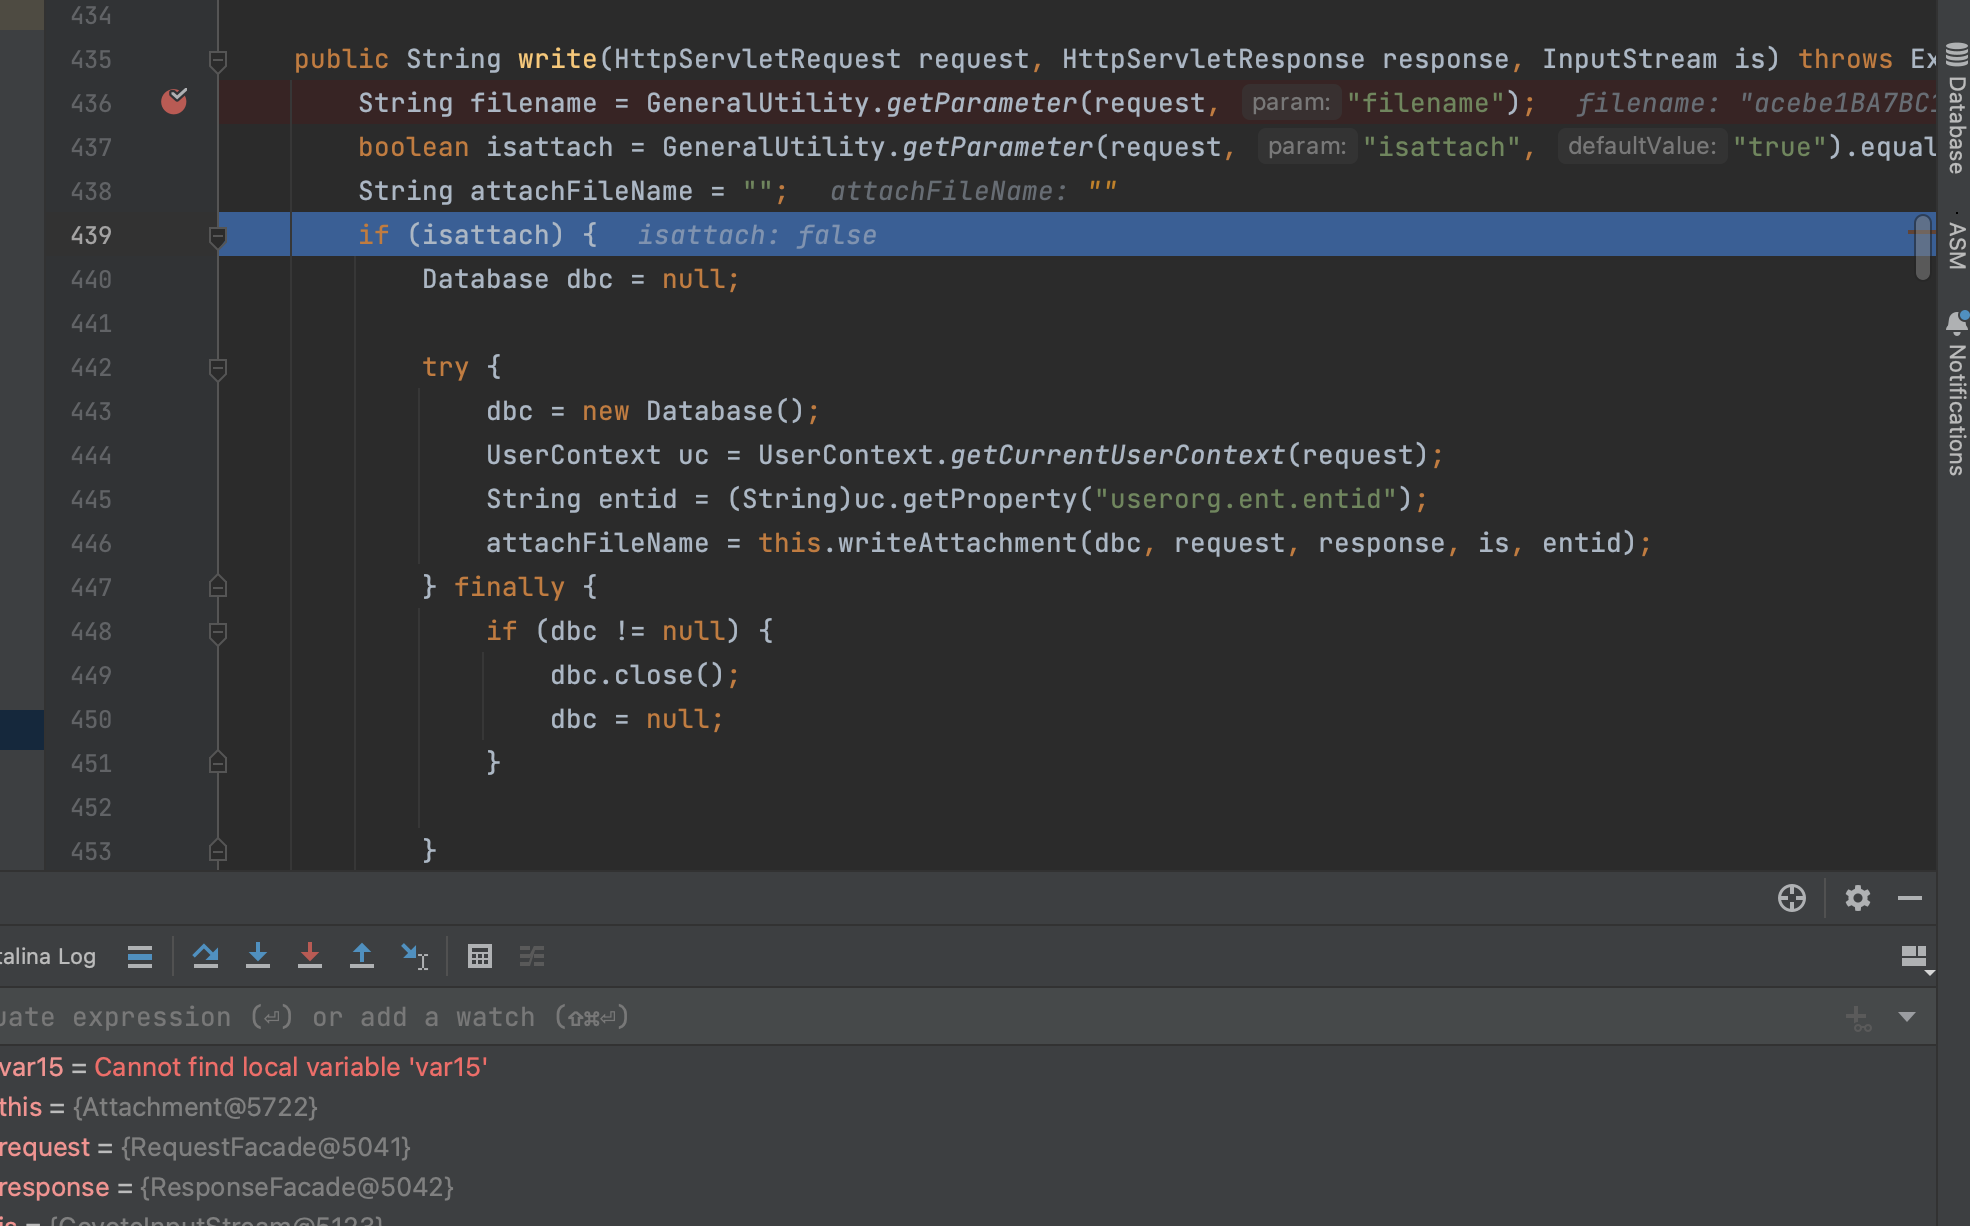 434
435 public String write(HttpServletRequest request, HttpServletResponse response, InputStream is) throws Ex
436 String filename = GeneralUtility.getParameter(request, param: "filename"); filename: "acebe1BA7BC1
437 boolean isattach = GeneralUtility.getParameter(request, param: "isattach", defaultValue: "true").equal
438 String attachFileName = ""; attachFileName: ""
439 if (isattach) { isattach: false
440 Database dbc = null;
441
442 try {
443 dbc = new Database();
444 UserContext uc = UserContext.getCurrentUserContext(request);
445 String entid = (String)uc.getProperty("userorg.ent.entid");
446 attachFileName = this.writeAttachment(dbc, request, response, is, entid);
447 } finally {
448 if (dbc != null) {
449 dbc.close();
450 dbc = null;
451 }
452
453 }
Database
ASM
Notifications
talina Log
uate expression (⏎) or add a watch (⇧⌘⏎)
var15 = Cannot find local variable 'var15'
this = {Attachment@5722}
request = {RequestFacade@5041}
response = {ResponseFacade@5042}
is = {CoyoteInputStream@5123}